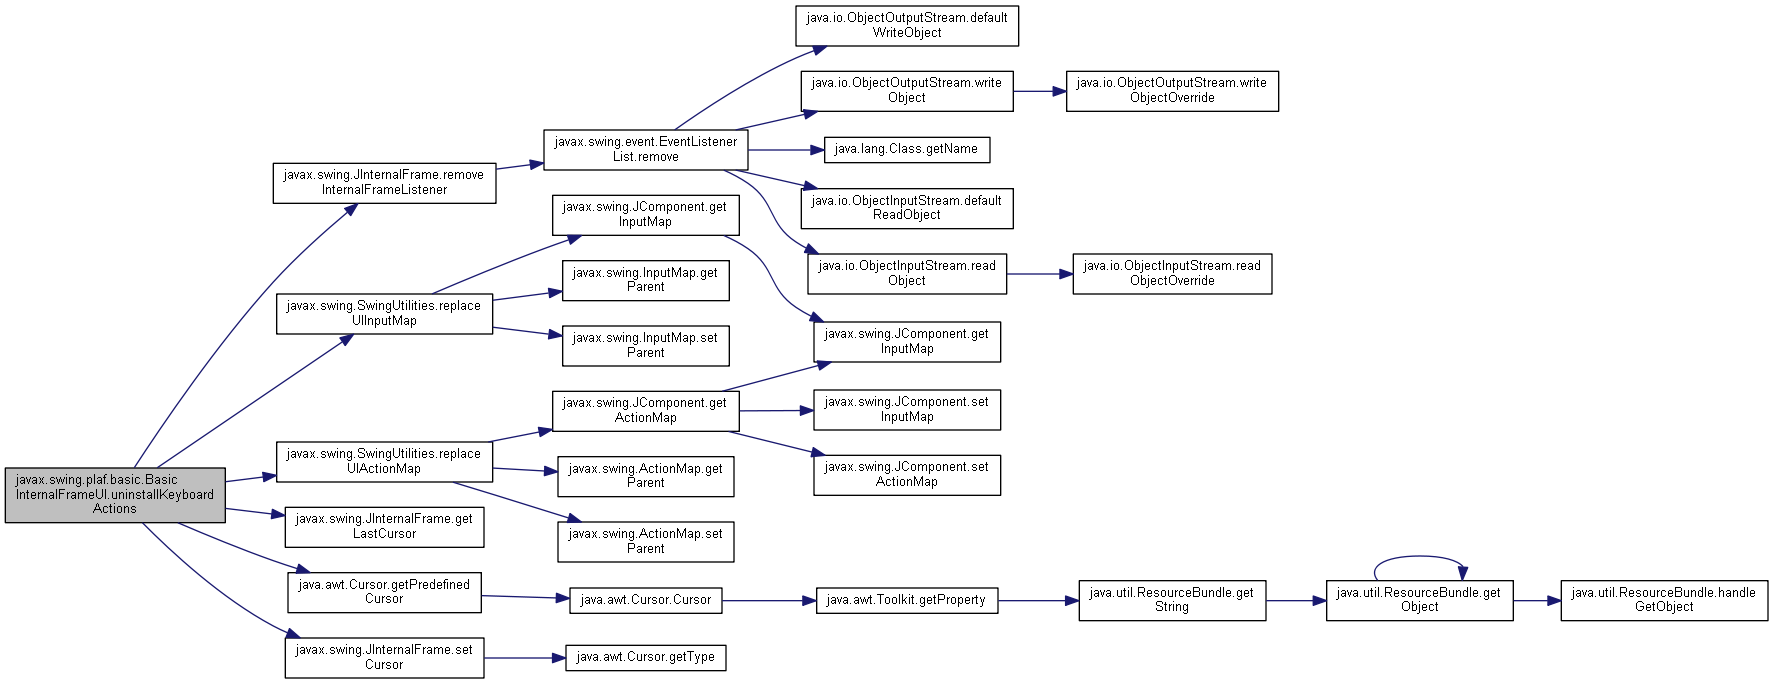 java.io.ObjectOutputStream.default
WriteObject
java.io.ObjectOutputStream.write
Object
java.io.ObjectOutputStream.write
ObjectOverride
javax.swing.event.EventListener
List.remove
java.lang.Class.getName
javax.swing.JInternalFrame.remove
InternalFrameListener
java.io.ObjectInputStream.default
ReadObject
javax.swing.JComponent.get
InputMap
java.io.ObjectInputStream.read
Object
java.io.ObjectInputStream.read
ObjectOverride
javax.swing.InputMap.get
Parent
javax.swing.SwingUtilities.replace
UIInputMap
javax.swing.InputMap.set
Parent
javax.swing.JComponent.get
InputMap
javax.swing.JComponent.get
ActionMap
javax.swing.JComponent.set
InputMap
javax.swing.SwingUtilities.replace
UIActionMap
javax.swing.ActionMap.get
Parent
javax.swing.JComponent.set
ActionMap
javax.swing.plaf.basic.Basic
InternalFrameUI.uninstallKeyboard
Actions
javax.swing.JInternalFrame.get
LastCursor
javax.swing.ActionMap.set
Parent
java.awt.Cursor.getPredefined
Cursor
java.awt.Cursor.Cursor
java.awt.Toolkit.getProperty
java.util.ResourceBundle.get
String
java.util.ResourceBundle.get
Object
java.util.ResourceBundle.handle
GetObject
javax.swing.JInternalFrame.set
Cursor
java.awt.Cursor.getType